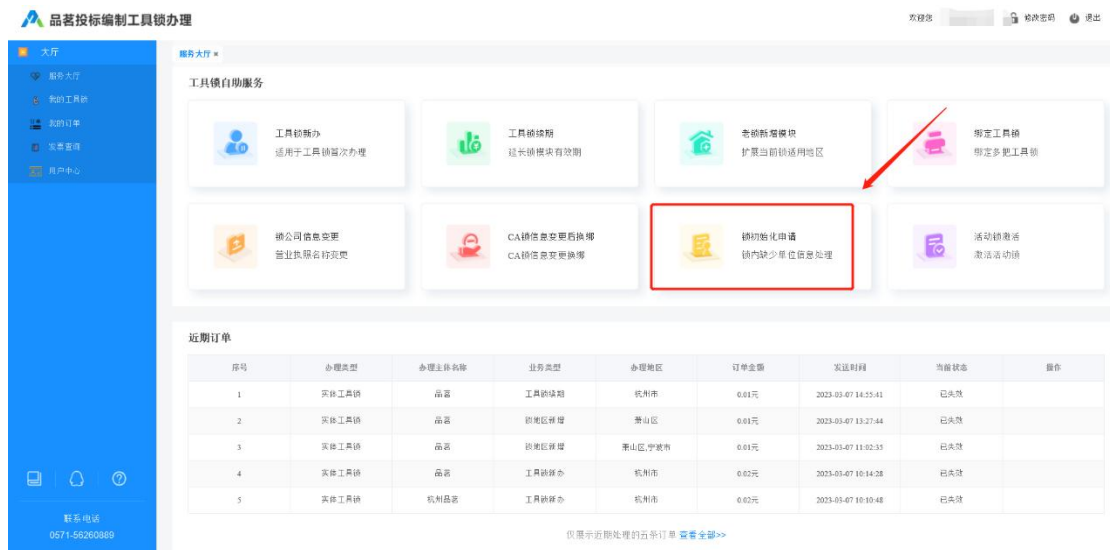 品茗投标编制工具锁办理
欢迎您 修改密码 退出
大厅
服务大厅
我的工具锁
我的订单
发票查询
用户中心
服务大厅 ×
工具锁自助服务
工具锁新办
适用于工具锁首次办理
工具锁续期
延长锁模块有效期
老锁新增模块
扩展当前锁适用地区
绑定工具锁
绑定多把工具锁
锁公司信息变更
营业执照名称变更
CA锁信息变更后换绑
CA锁信息变更换绑
锁初始化申请
锁内缺少单位信息处理
活动锁激活
激活活动锁
近期订单
序号 办理类型 办理主体名称 业务类型 办理地区 订单金额 发送时间 当前状态 操作
1 实体工具锁 品茗 工具锁续期 杭州市 0.01元 2023-03-07 14:55:41 已失效
2 实体工具锁 品茗 锁地区新增 萧山区 0.01元 2023-03-07 13:27:44 已失效
3 实体工具锁 品茗 锁地区新增 萧山区,宁波市 0.01元 2023-03-07 11:02:35 已失效
4 实体工具锁 品茗 工具锁新办 杭州市 0.02元 2023-03-07 10:14:28 已失效
5 实体工具锁 杭州品茗 工具锁新办 杭州市 0.02元 2023-03-07 10:10:48 已失效
仅展示近期处理的五条订单 查看全部>>
联系电话
0571-56260889